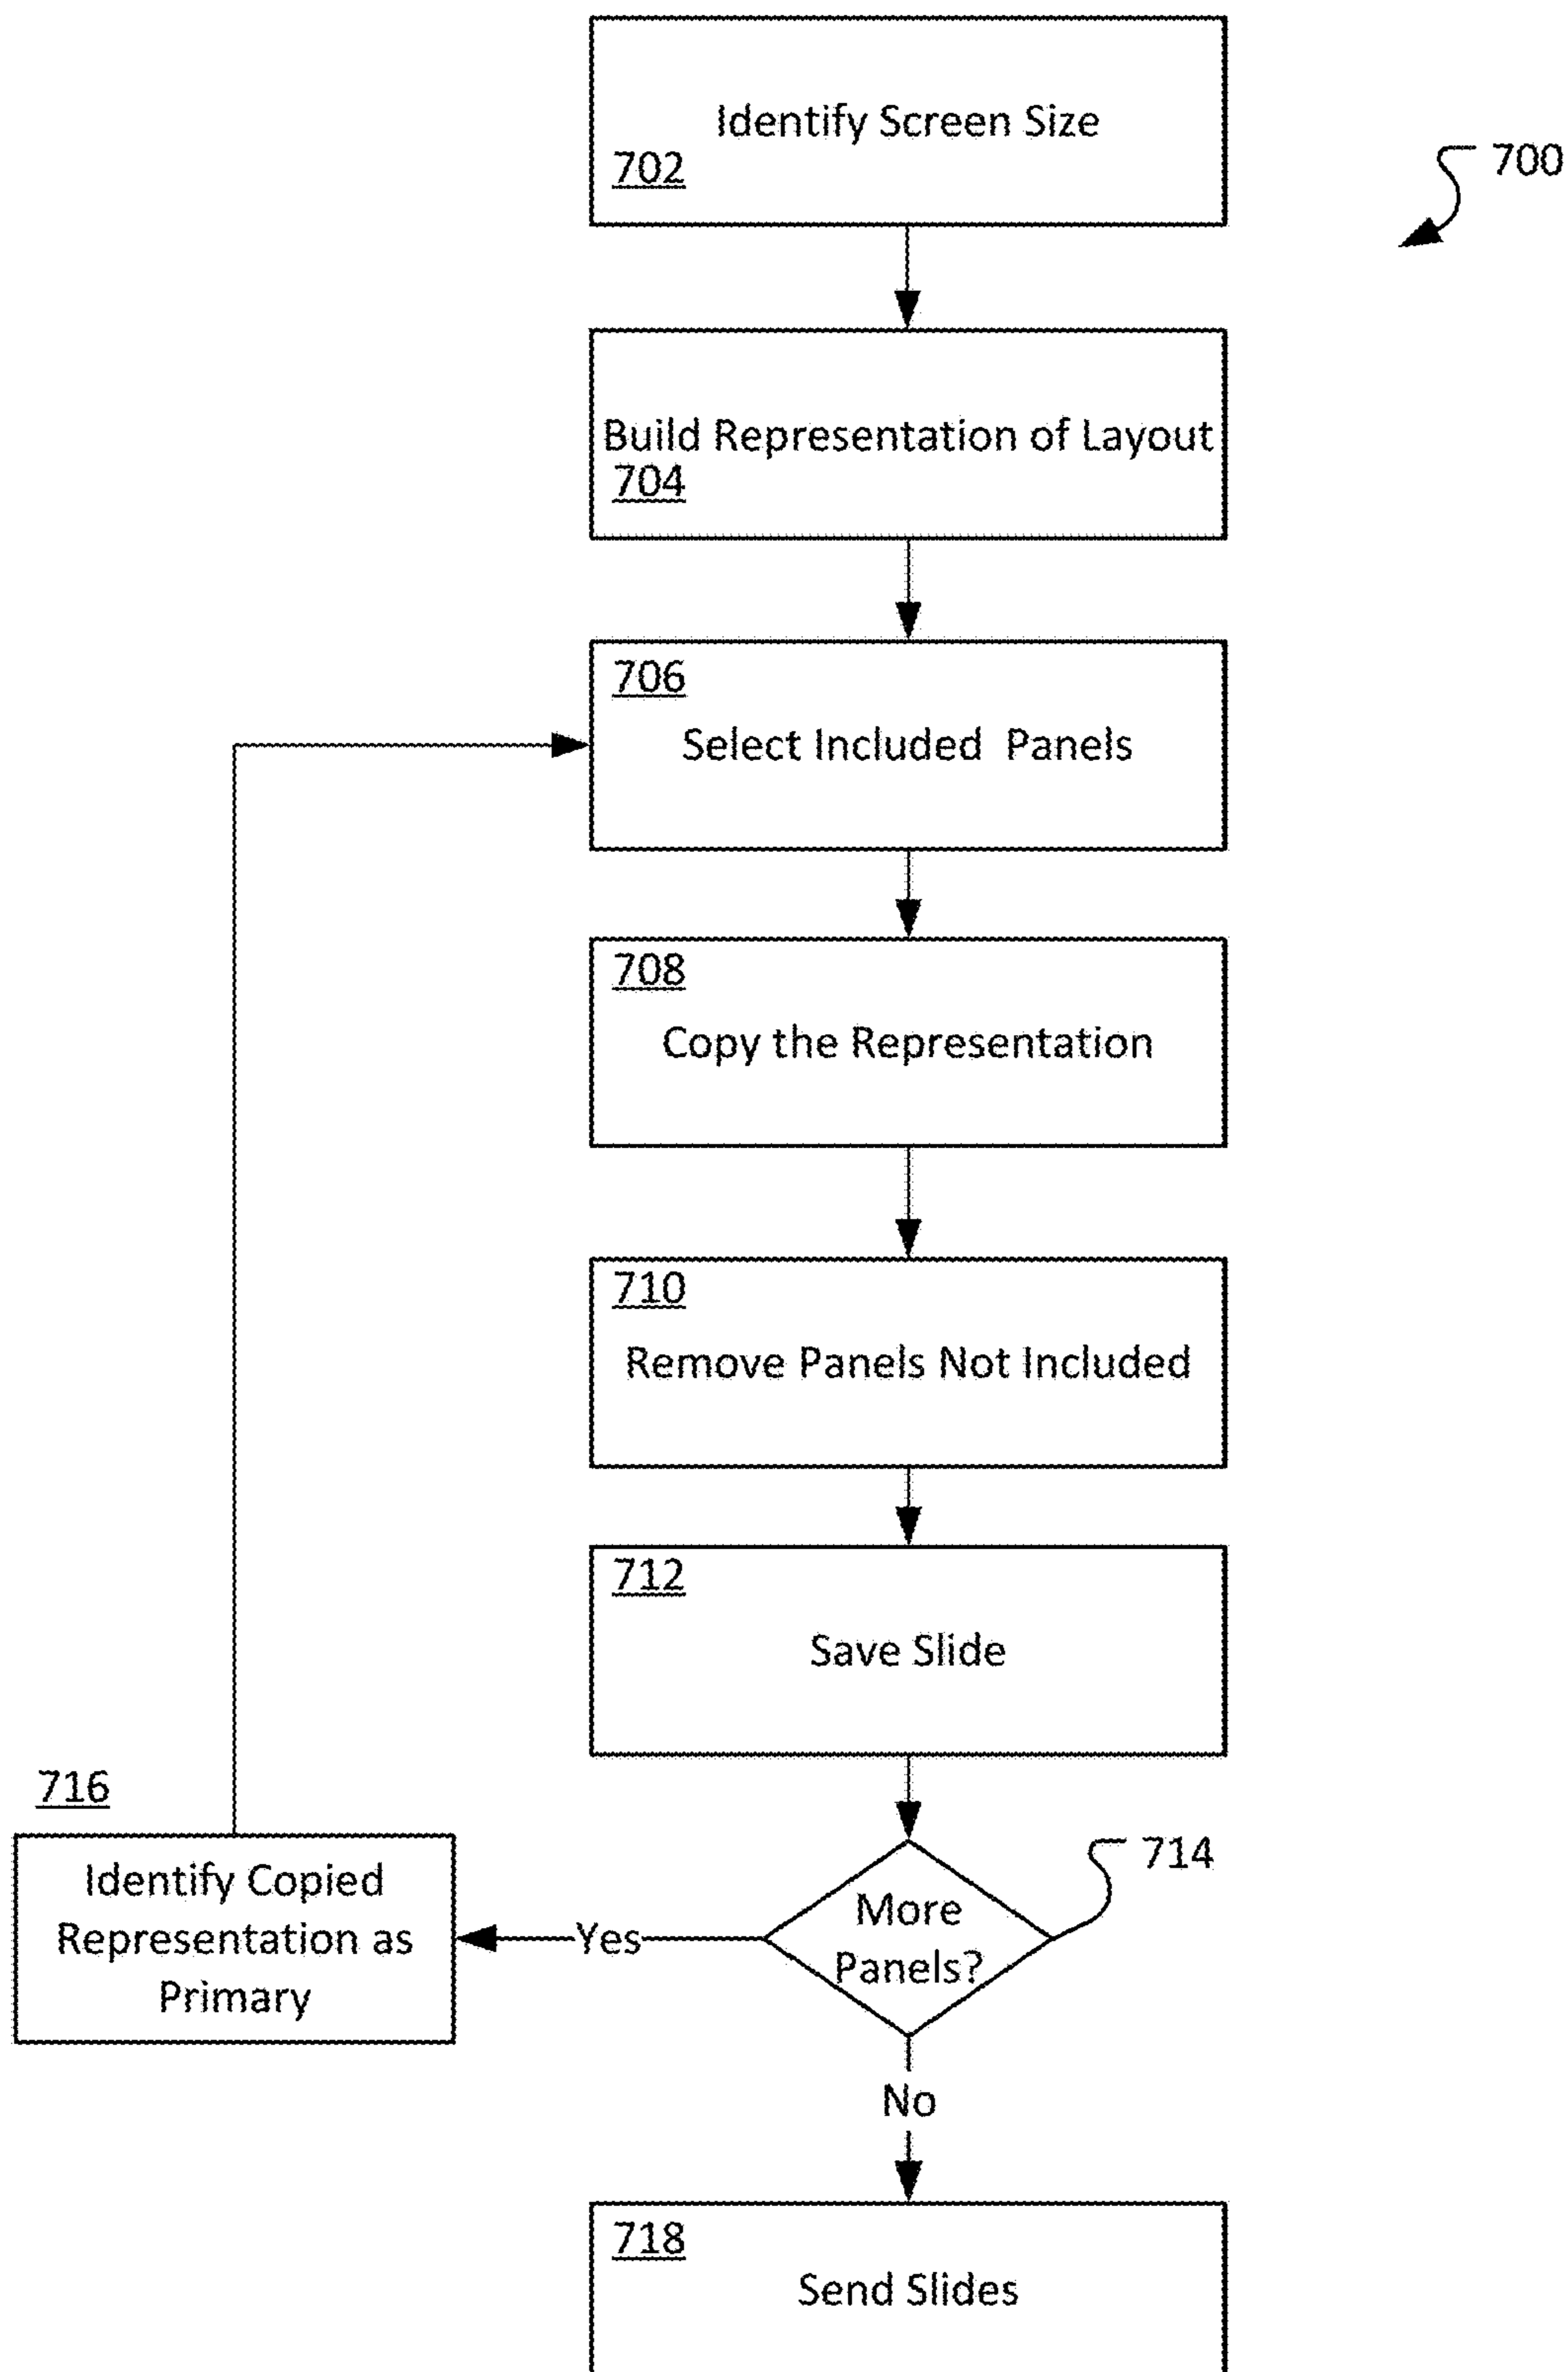 Identify Screen Size
702
700
Build Representation of Layout
704
706
Select Included Panels
708
Copy the Representation
710
Remove Panels Not Included
712
Save Slide
716
Identify Copied
Representation as
Primary
Yes
More
Panels?
714
No
718
Send Slides